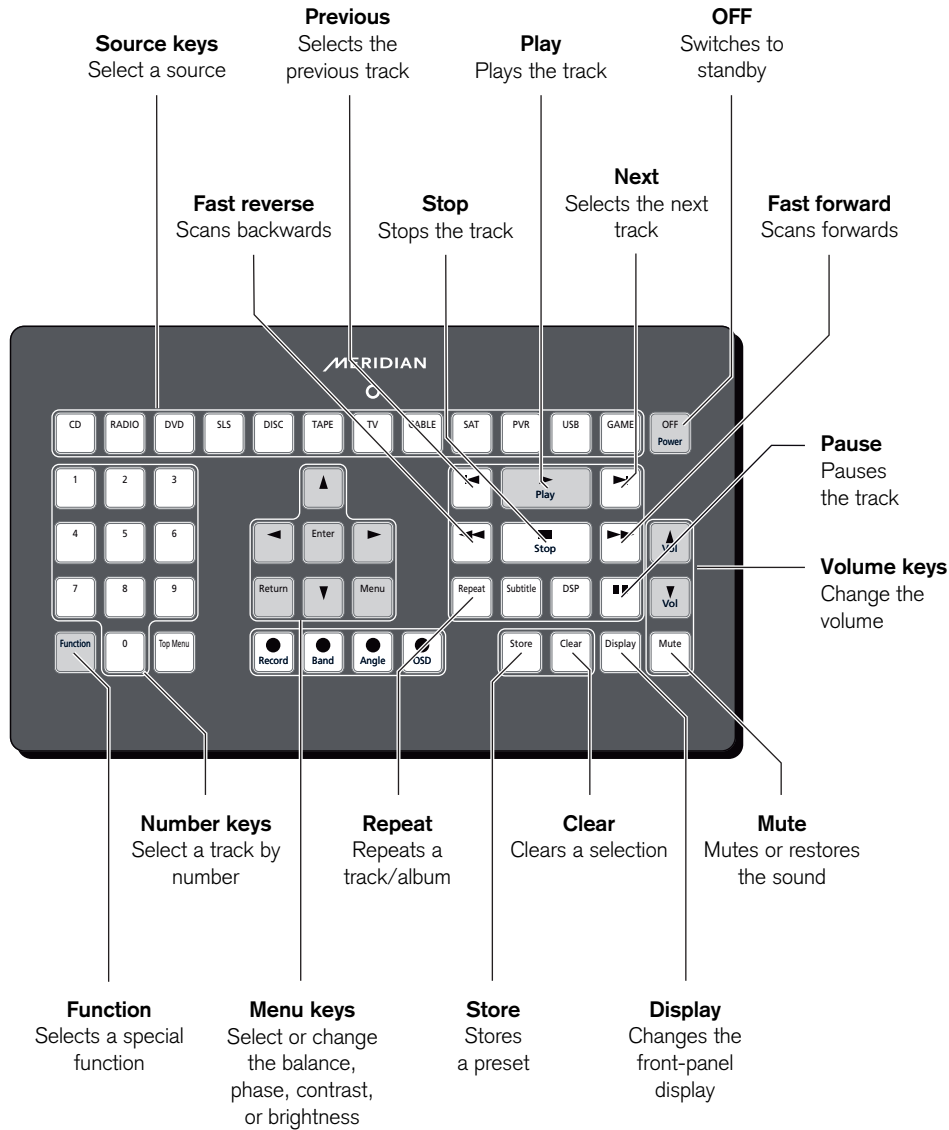 Previous
Selects the
previous track
OFF
Switches to
standby
Source keys
Select a source
Play
Plays the track
Next
Selects the next
track
Fast reverse
Scans backwards
Stop
Stops the track
Fast forward
Scans forwards
MERIDIAN
CD RADIO DVD SLS DISC TAPE TV CABLE SAT PVR USB GAME OFF
Power
1 2 3
Play
4 5 6
Enter
Stop
Vol
7 8 9
Return
Menu
Repeat Subtitle DSP
Vol
Function 0 Top Menu
Record Band Angle OSD
Store Clear Display Mute
Pause
Pauses
the track
Volume keys
Change the
volume
Number keys
Select a track by
number
Repeat
Repeats a
track/album
Clear
Clears a selection
Mute
Mutes or restores
the sound
Function
Selects a special
function
Menu keys
Select or change
the balance,
phase, contrast,
or brightness
Store
Stores
a preset
Display
Changes the
front-panel
display